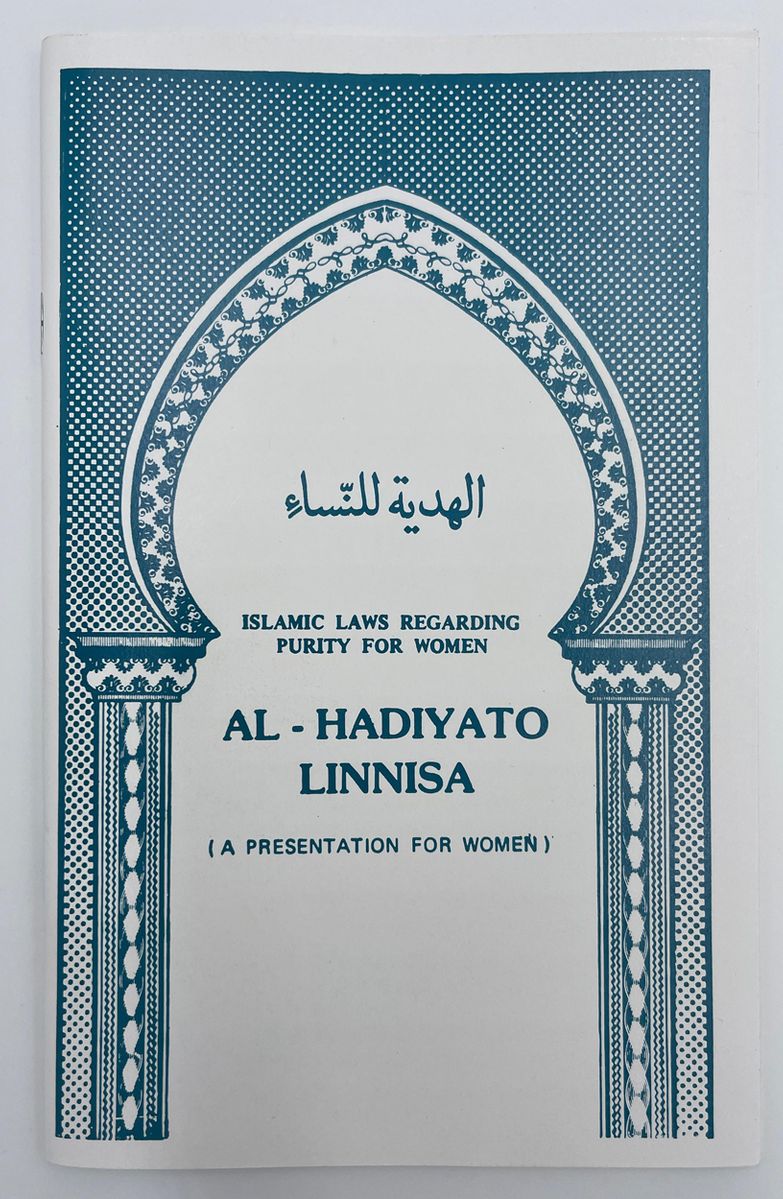 الهدية للنّساءِ
ISLAMIC LAWS REGARDING
PURITY FOR WOMEN
AL - HADIYATO
LINNISA
( A PRESENTATION FOR WOMEN )